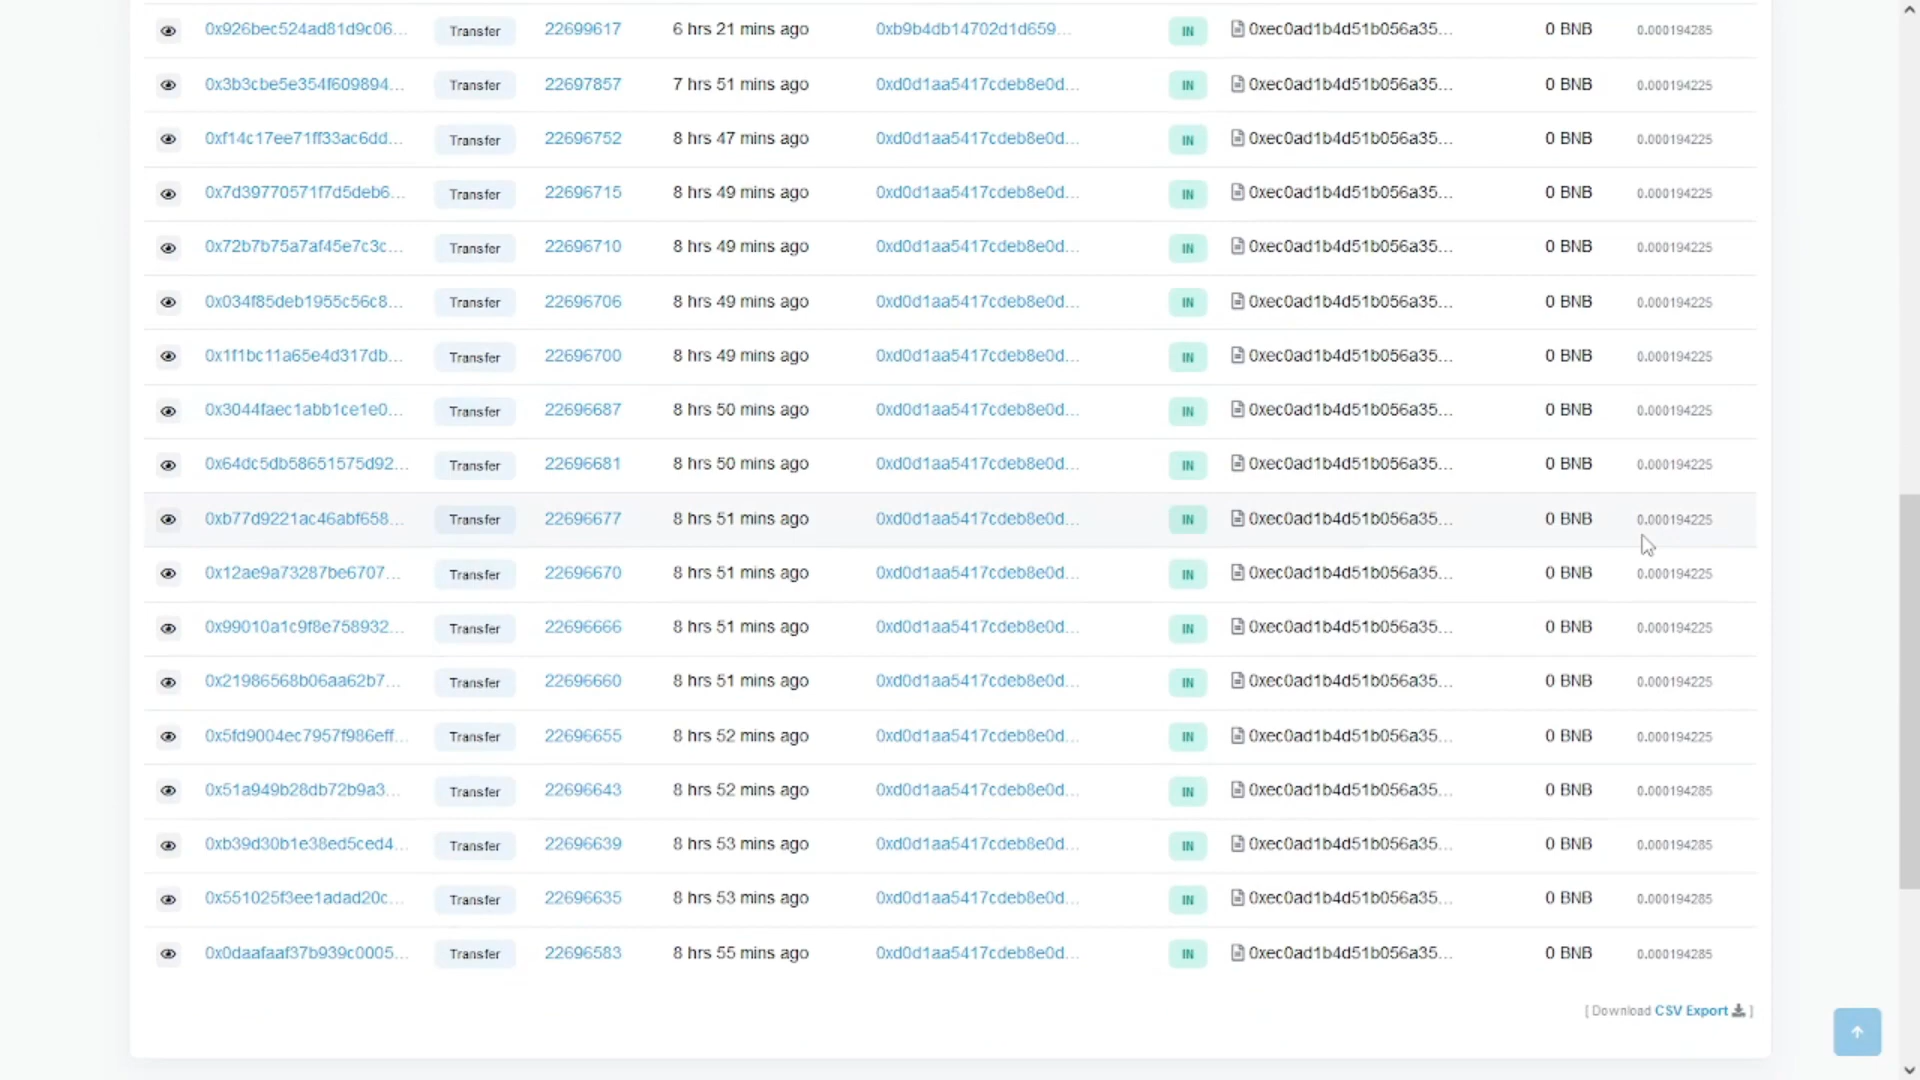 0x926bec524ad81d9c06... Transfer 22699617 6 hrs 21 mins ago 0xb9b4db14702d1d659... IN 0xec0ad1b4d51b056a35... 0 BNB 0.000194285
0x3b3cbe5e354f609894... Transfer 22697857 7 hrs 51 mins ago 0xd0d1aa5417cdeb8e0d... IN 0xec0ad1b4d51b056a35... 0 BNB 0.000194225
0xf14c17ee71ff33ac6dd... Transfer 22696752 8 hrs 47 mins ago 0xd0d1aa5417cdeb8e0d... IN 0xec0ad1b4d51b056a35... 0 BNB 0.000194225
0x7d39770571f7d5deb6... Transfer 22696715 8 hrs 49 mins ago 0xd0d1aa5417cdeb8e0d... IN 0xec0ad1b4d51b056a35... 0 BNB 0.000194225
0x72b7b75a7af45e7c3c... Transfer 22696710 8 hrs 49 mins ago 0xd0d1aa5417cdeb8e0d... IN 0xec0ad1b4d51b056a35... 0 BNB 0.000194225
0x034f85deb1955c56c8... Transfer 22696706 8 hrs 49 mins ago 0xd0d1aa5417cdeb8e0d... IN 0xec0ad1b4d51b056a35... 0 BNB 0.000194225
0x1f1bc11a65e4d317db... Transfer 22696700 8 hrs 49 mins ago 0xd0d1aa5417cdeb8e0d... IN 0xec0ad1b4d51b056a35... 0 BNB 0.000194225
0x3044faec1abb1ce1e0... Transfer 22696687 8 hrs 50 mins ago 0xd0d1aa5417cdeb8e0d... IN 0xec0ad1b4d51b056a35... 0 BNB 0.000194225
0x64dc5db58651575d92... Transfer 22696681 8 hrs 50 mins ago 0xd0d1aa5417cdeb8e0d... IN 0xec0ad1b4d51b056a35... 0 BNB 0.000194225
0xb77d9221ac46abf658... Transfer 22696677 8 hrs 51 mins ago 0xd0d1aa5417cdeb8e0d... IN 0xec0ad1b4d51b056a35... 0 BNB 0.000194225
0x12ae9a73287be6707... Transfer 22696670 8 hrs 51 mins ago 0xd0d1aa5417cdeb8e0d... IN 0xec0ad1b4d51b056a35... 0 BNB 0.000194225
0x99010a1c9f8e758932... Transfer 22696666 8 hrs 51 mins ago 0xd0d1aa5417cdeb8e0d... IN 0xec0ad1b4d51b056a35... 0 BNB 0.000194225
0x21986568b06aa62b7... Transfer 22696660 8 hrs 51 mins ago 0xd0d1aa5417cdeb8e0d... IN 0xec0ad1b4d51b056a35... 0 BNB 0.000194225
0x5fd9004ec7957f986eff... Transfer 22696655 8 hrs 52 mins ago 0xd0d1aa5417cdeb8e0d... IN 0xec0ad1b4d51b056a35... 0 BNB 0.000194225
0x51a949b28db72b9a3... Transfer 22696643 8 hrs 52 mins ago 0xd0d1aa5417cdeb8e0d... IN 0xec0ad1b4d51b056a35... 0 BNB 0.000194285
0xb39d30b1e38ed5ced4... Transfer 22696639 8 hrs 53 mins ago 0xd0d1aa5417cdeb8e0d... IN 0xec0ad1b4d51b056a35... 0 BNB 0.000194285
0x551025f3ee1adad20c... Transfer 22696635 8 hrs 53 mins ago 0xd0d1aa5417cdeb8e0d... IN 0xec0ad1b4d51b056a35... 0 BNB 0.000194285
0x0daafaaf37b939c0005... Transfer 22696583 8 hrs 55 mins ago 0xd0d1aa5417cdeb8e0d... IN 0xec0ad1b4d51b056a35... 0 BNB 0.000194285
[ Download CSV Export ]